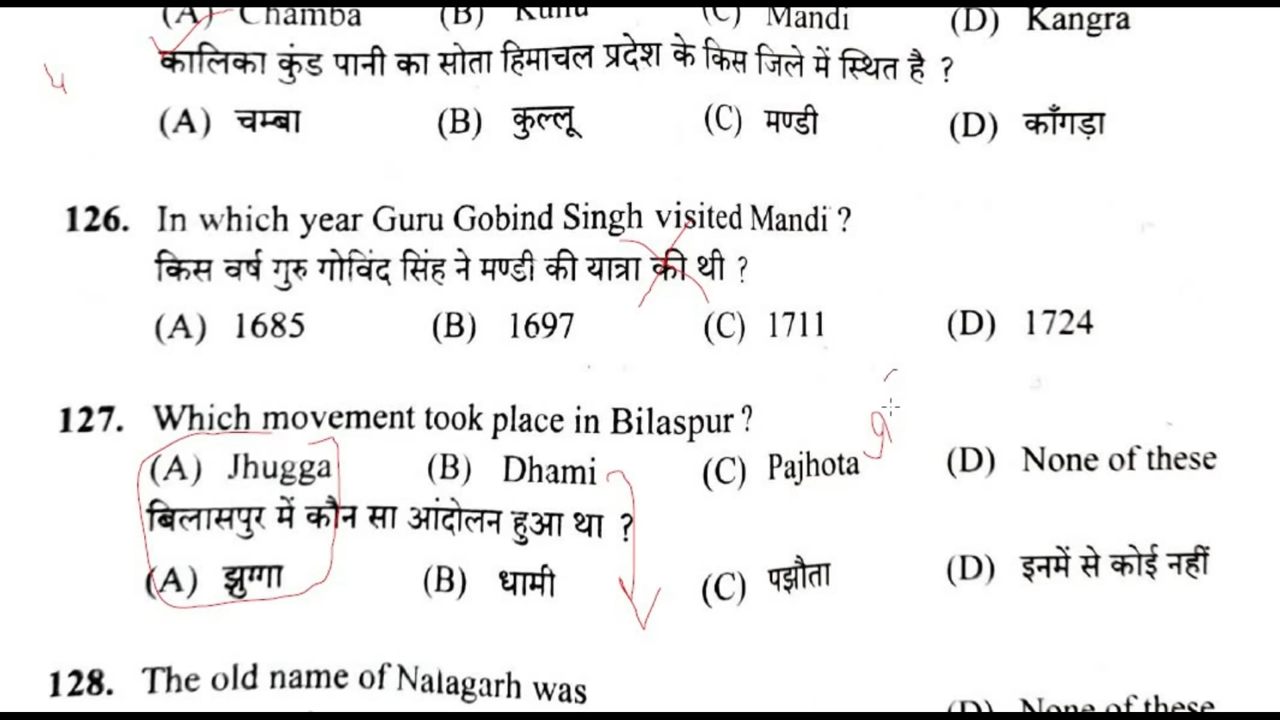 (A) Chamba (B) Kullu (C) Mandi (D) Kangra
कालिका कुंड पानी का सोता हिमाचल प्रदेश के किस जिले में स्थित है ?
(A) चम्बा (B) कुल्लू (C) मण्डी (D) काँगड़ा
126. In which year Guru Gobind Singh visited Mandi ?
किस वर्ष गुरु गोविंद सिंह ने मण्डी की यात्रा की थी ?
(A) 1685 (B) 1697 (C) 1711 (D) 1724
127. Which movement took place in Bilaspur ?
(A) Jhugga (B) Dhami (C) Pajhota (D) None of these
बिलासपुर में कौन सा आंदोलन हुआ था ?
(A) झुग्गा (B) धामी (C) पझौता (D) इनमें से कोई नहीं
128. The old name of Nalagarh was
(D) None of these